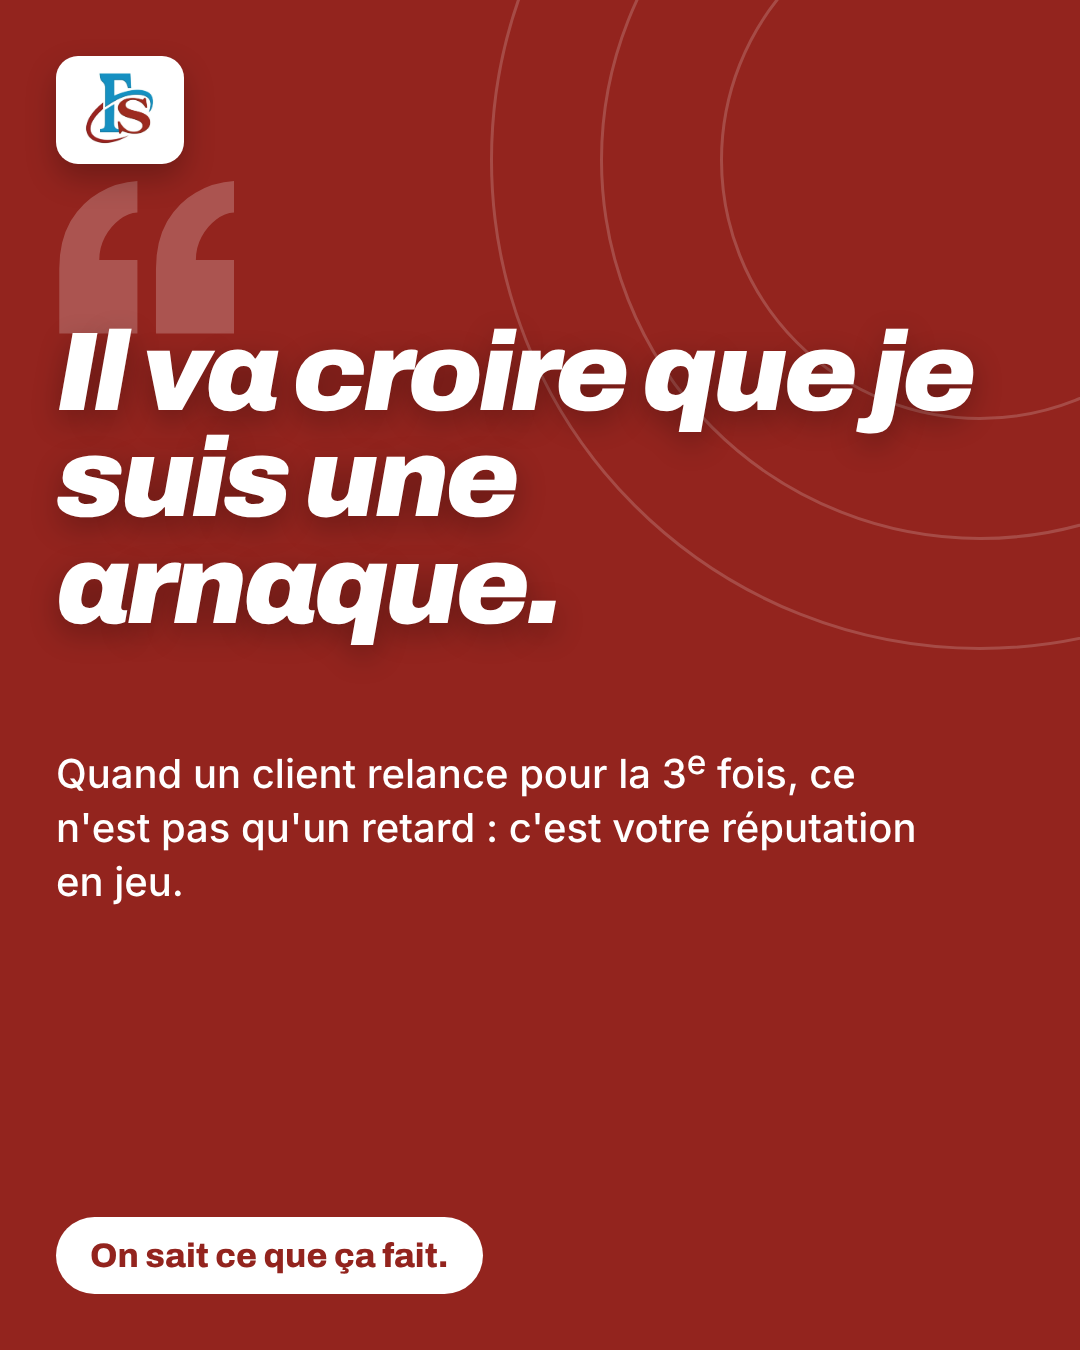 FS
“
Il va croire que je
suis une
arnaque.
Quand un client relance pour la 3e fois, ce
n'est pas qu'un retard : c'est votre réputation
en jeu.
On sait ce que ça fait.